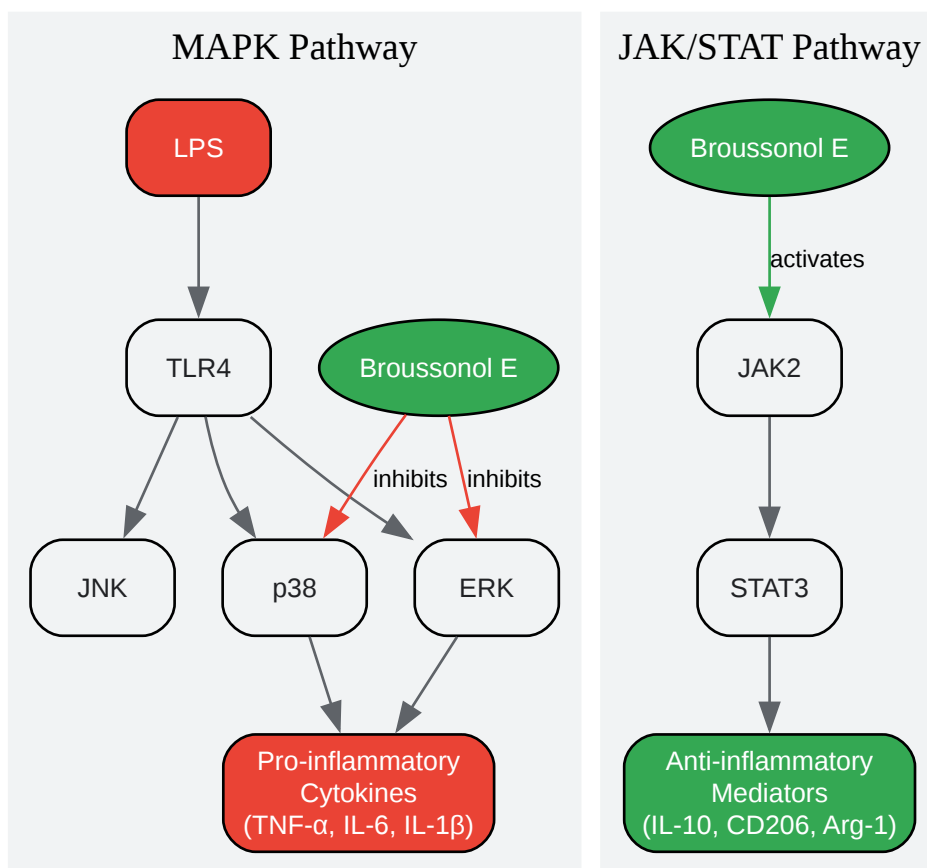 MAPK Pathway
LPS
TLR4
Broussonol E
inhibits
inhibits
JNK
p38
ERK
Pro-inflammatory
Cytokines
(TNF-α, IL-6, IL-1β)
JAK/STAT Pathway
Broussonol E
activates
JAK2
STAT3
Anti-inflammatory
Mediators
(IL-10, CD206, Arg-1)